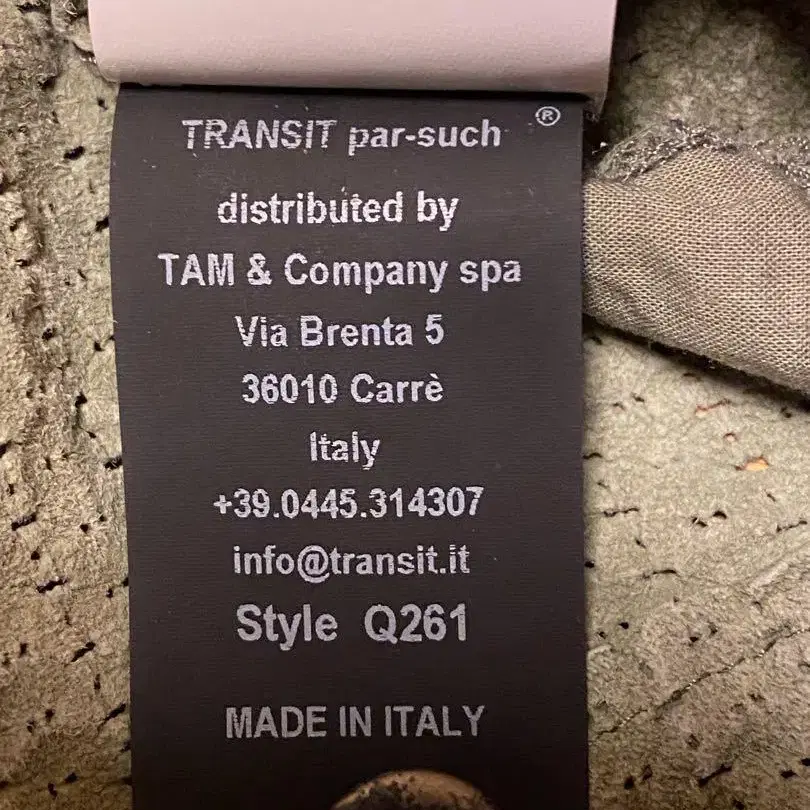 TRANSIT par-such ®
distributed by
TAM & Company spa
Via Brenta 5
36010 Carrè
Italy
+39.0445.314307
info@transit.it
Style Q261
MADE IN ITALY